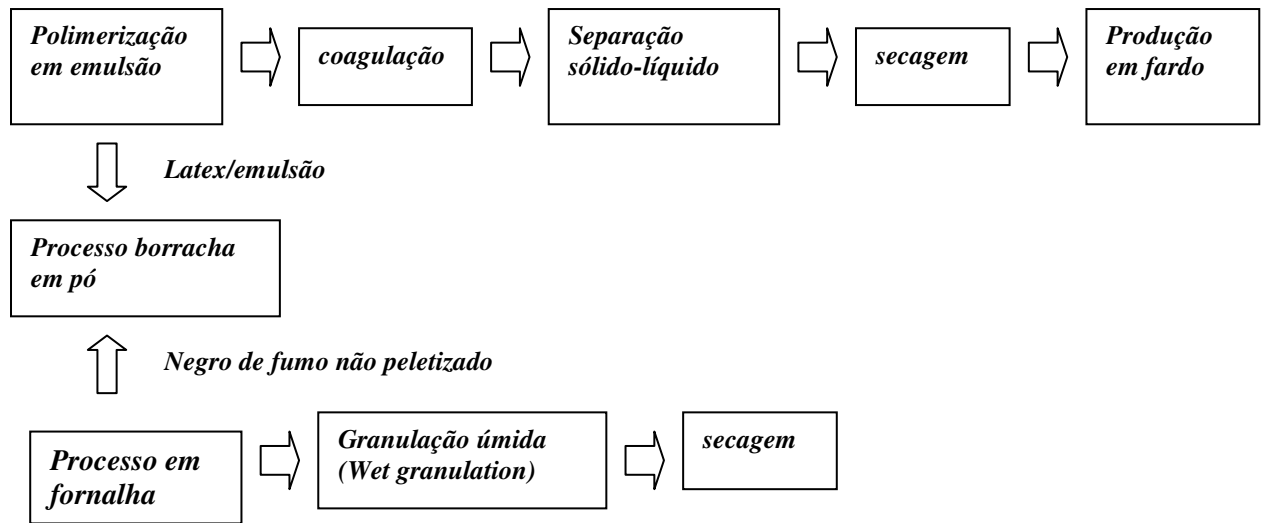 Polimerização
em emulsão
coagulação
Separação
sólido-líquido
secagem
Produção
em fardo
Latex/emulsão
Processo borracha
em pó
Negro de fumo não peletizado
Processo em
fornalha
Granulação úmida
(Wet granulation)
secagem